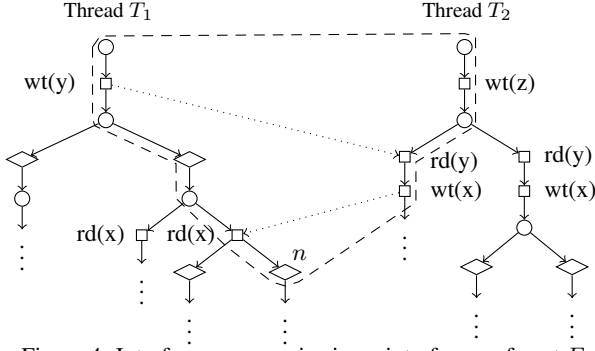 Thread T₁ Thread T₂
wt(y) wt(z)
rd(y) rd(y)
wt(x) wt(x)
rd(x) rd(x)
n